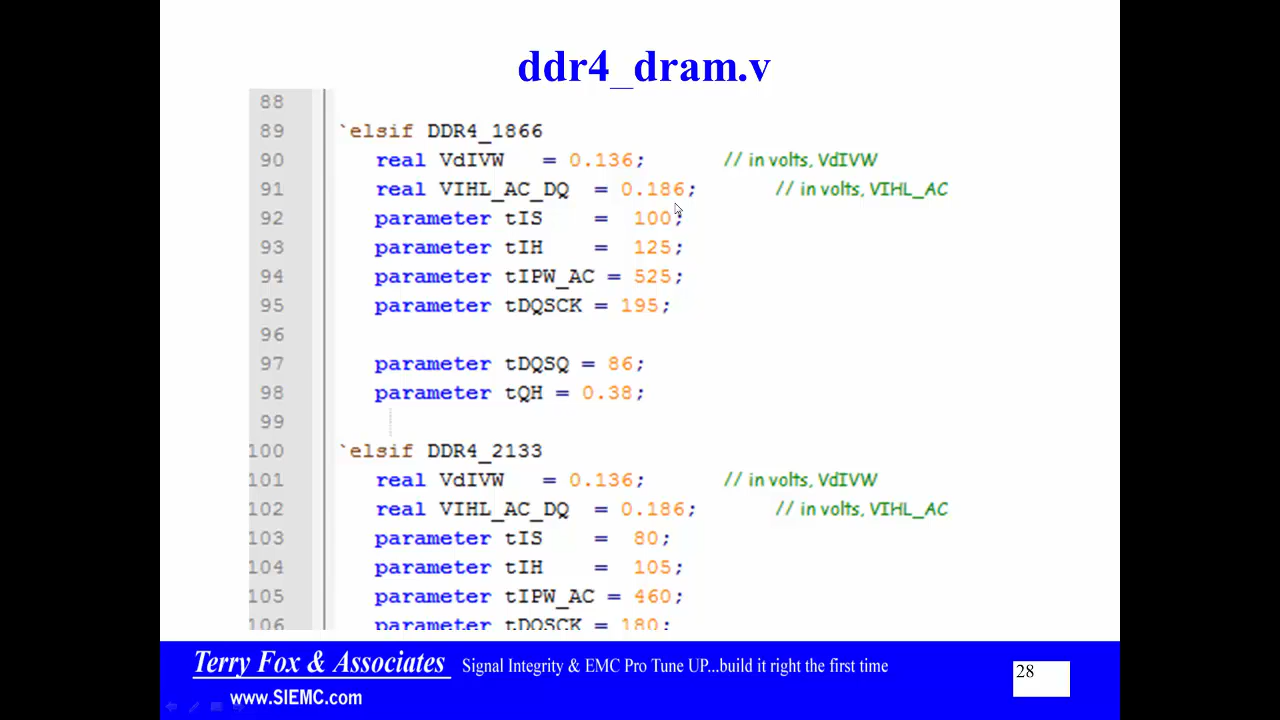 ddr4_dram.v
88
89 `elsif DDR4_1866
90 real VdIVW = 0.136; // in volts, VdIVW
91 real VIHL_AC_DQ = 0.186; // in volts, VIHL_AC
92 parameter tIS = 100;
93 parameter tIH = 125;
94 parameter tIPW_AC = 525;
95 parameter tDQSCK = 195;
96
97 parameter tDQSQ = 86;
98 parameter tQH = 0.38;
99
100 `elsif DDR4_2133
101 real VdIVW = 0.136; // in volts, VdIVW
102 real VIHL_AC_DQ = 0.186; // in volts, VIHL_AC
103 parameter tIS = 80;
104 parameter tIH = 105;
105 parameter tIPW_AC = 460;
106 parameter tDQSCK = 180;
Terry Fox & Associates Signal Integrity & EMC Pro Tune UP...build it right the first time 28
www.SIEMC.com